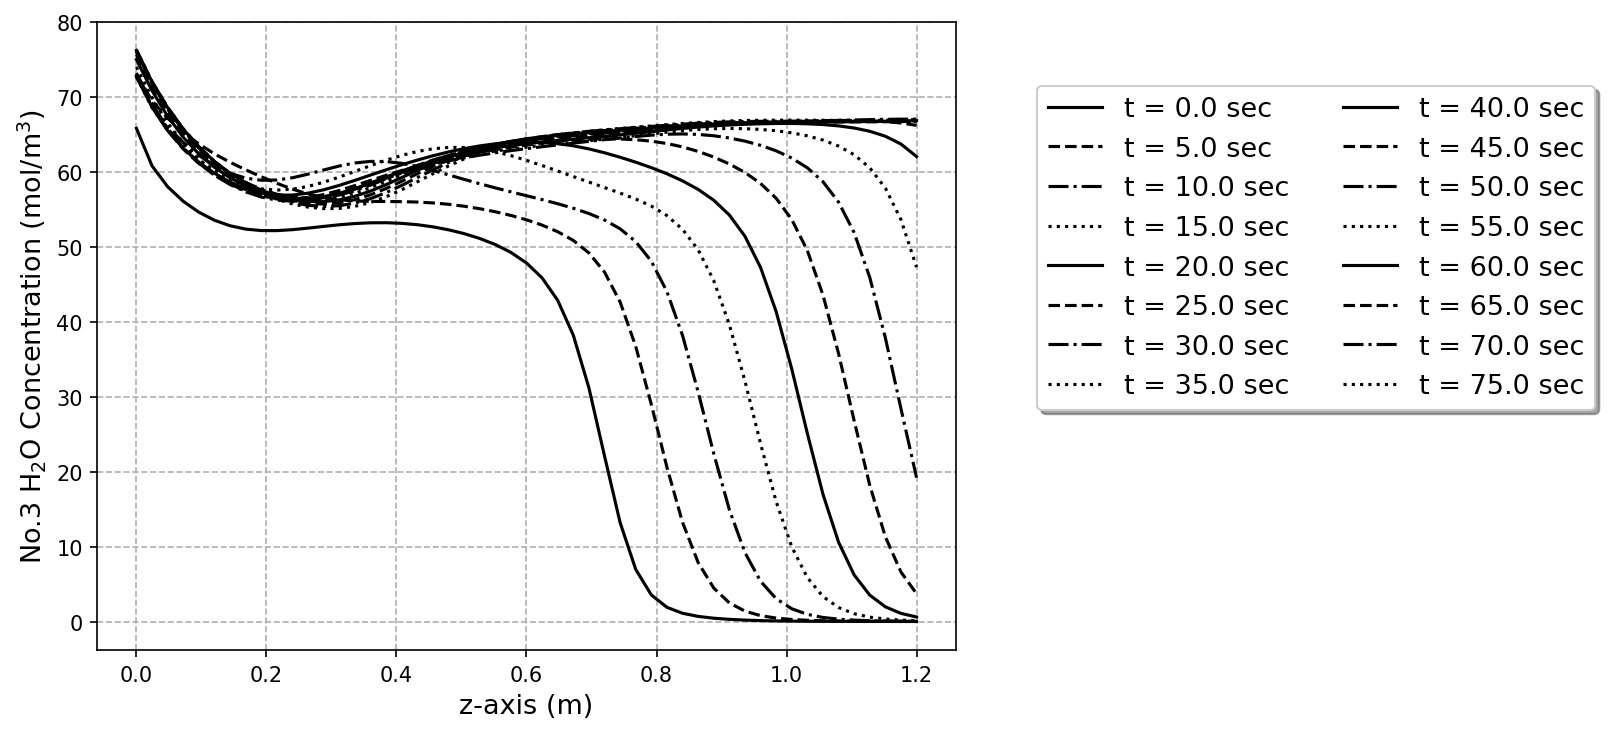 No.3 H₂O Concentration (mol/m³)
80
70
60
50
40
30
20
10
0
0.0 0.2 0.4 0.6 0.8 1.0 1.2
z-axis (m)
t = 0.0 sec
t = 5.0 sec
t = 10.0 sec
t = 15.0 sec
t = 20.0 sec
t = 25.0 sec
t = 30.0 sec
t = 35.0 sec
t = 40.0 sec
t = 45.0 sec
t = 50.0 sec
t = 55.0 sec
t = 60.0 sec
t = 65.0 sec
t = 70.0 sec
t = 75.0 sec